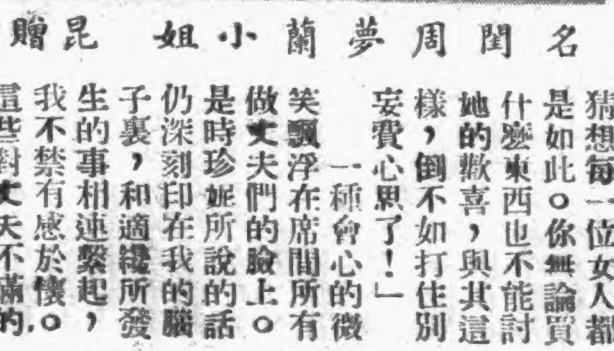 名閨周夢蘭小姐 昆贈
猜想每一位女人都
是如此。你無論買
什麼東西也不能討
她的歡喜，與其這
樣，倒不如打住別
妄費心思了！」
一種會心的微
笑飄浮在席間所有
做丈夫們的臉上。
是時珍妮所說的話
仍深刻印在我的腦
子裏，和適纔所發
生的事相連繫起，
我不禁有感於懷。
這些對丈夫不滿的，